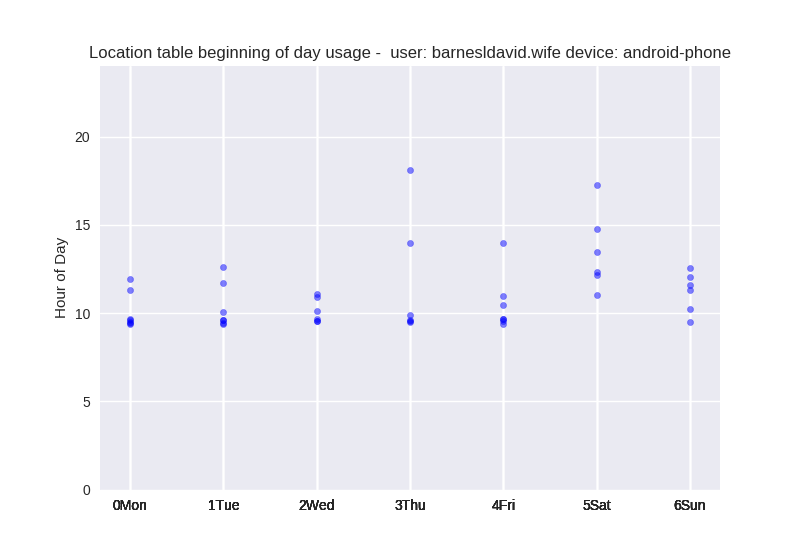 Location table beginning of day usage -  user: barnesldavid.wife device: android-phone
20
15
10
5
0
Hour of Day
0Mon 1Tue 2Wed 3Thu 4Fri 5Sat 6Sun